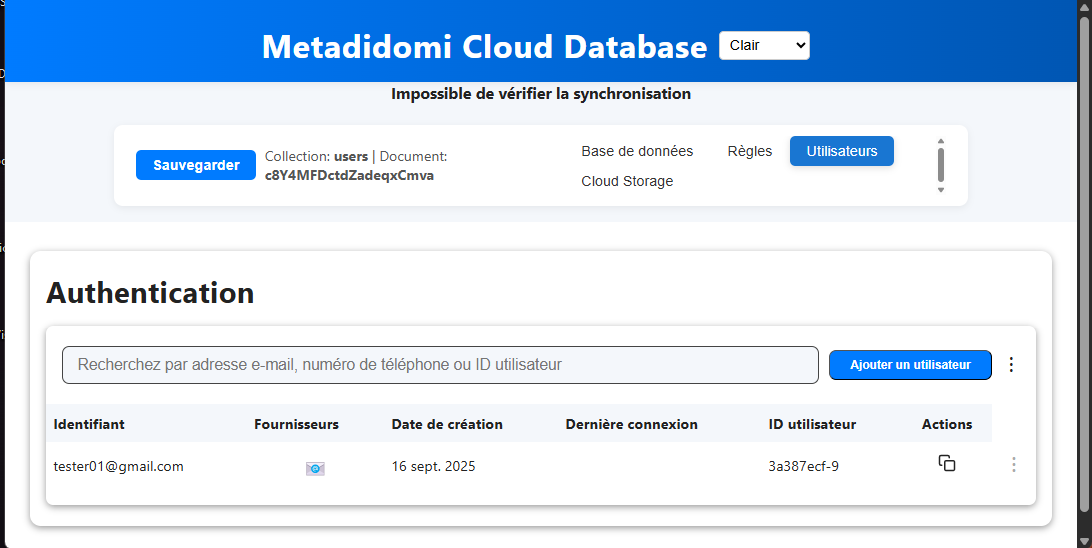 Metadidomi Cloud Database Clair
Impossible de vérifier la synchronisation
Sauvegarder
Collection: users | Document:
c8Y4MFDctdZadeqxCmva
Base de données Règles Utilisateurs
Cloud Storage
Authentication
Recherchez par adresse e-mail, numéro de téléphone ou ID utilisateur Ajouter un utilisateur
Identifiant Fournisseurs Date de création Dernière connexion ID utilisateur Actions
tester01@gmail.com 16 sept. 2025 3a387ecf-9